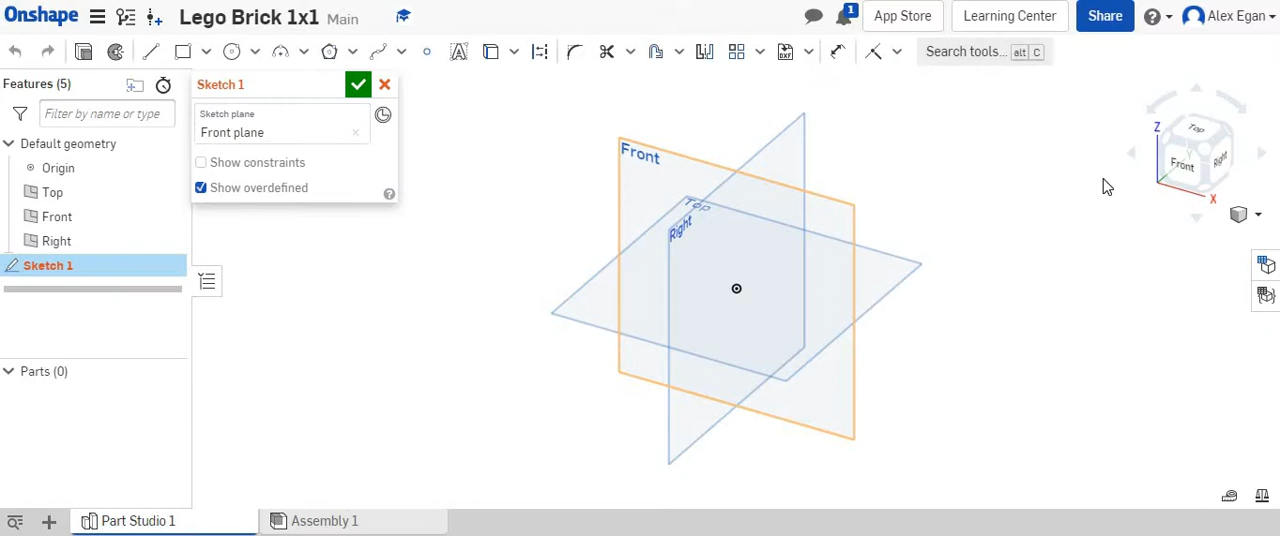 Onshape Lego Brick 1x1 Main 1 App Store Learning Center Share Alex Egan
Search tools... alt C
Features (5)
Filter by name or type
Default geometry
Origin
Top
Front
Right
Sketch 1
Parts (0)
Sketch 1
Sketch plane
Front plane
Show constraints
Show overdefined
Front
Top
Right
Z
Top
Y
Front
Right
X
Part Studio 1
Assembly 1